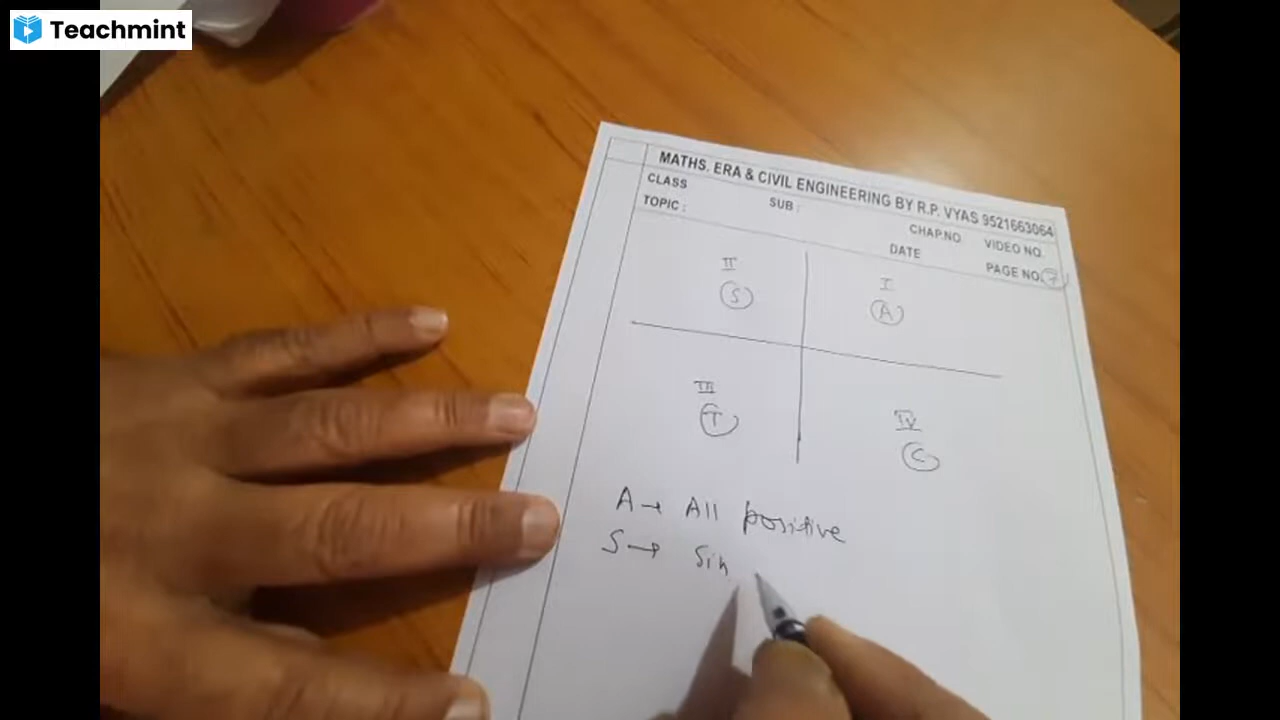 Teachmint
MATHS. ERA & CIVIL ENGINEERING BY R.P. VYAS 9521663064
CLASS SUB : CHAP.NO. VIDEO NO.
TOPIC : DATE PAGE NO. 7
II I
S A
III IV
T C
A → All positive
S → Sin